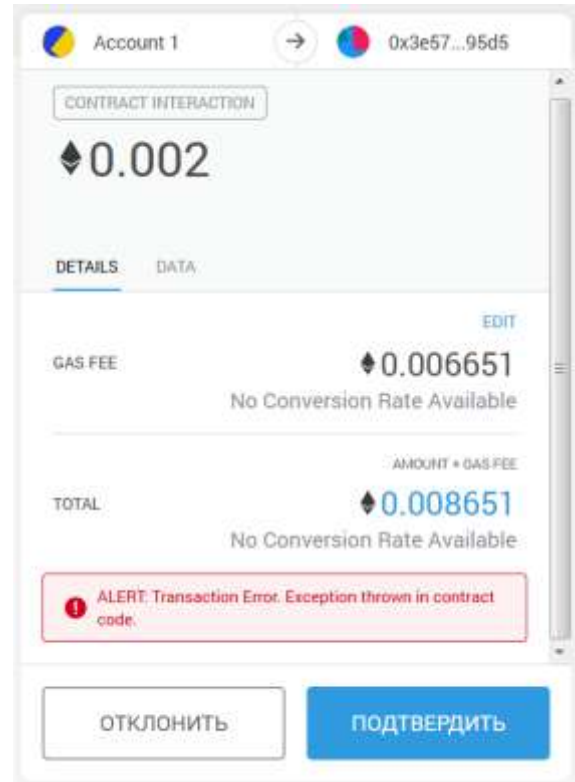 Account 1 → 0x3e57...95d5
CONTRACT INTERACTION
0.002
DETAILS DATA
EDIT
GAS FEE 0.006651
No Conversion Rate Available
AMOUNT + GAS FEE
TOTAL 0.008651
No Conversion Rate Available
ALERT: Transaction Error. Exception thrown in contract
code.
ОТКЛОНИТЬ ПОДТВЕРДИТЬ